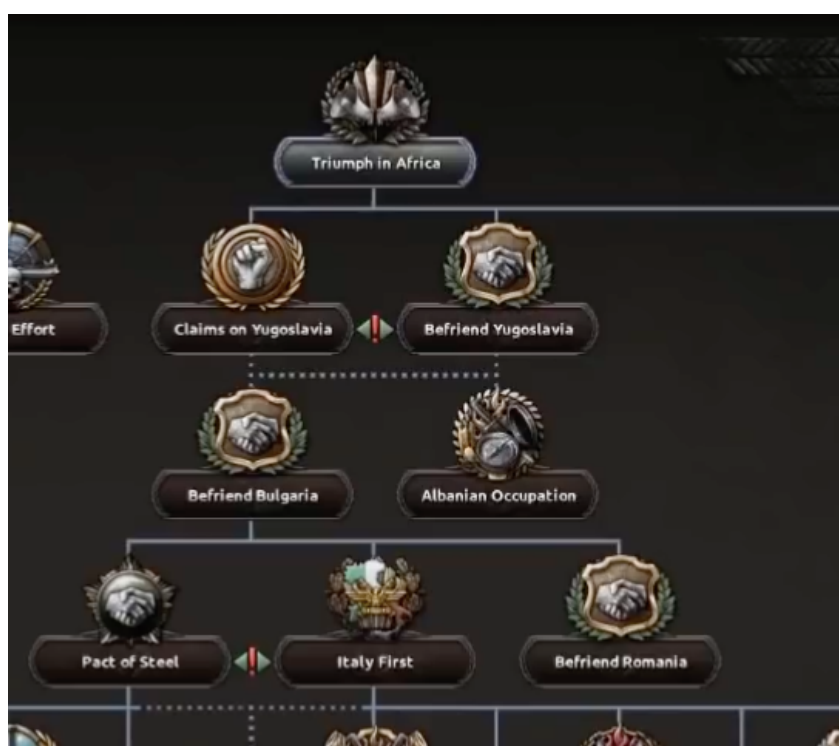 Triumph in Africa
Effort
Claims on Yugoslavia
Befriend Yugoslavia
Befriend Bulgaria
Albanian Occupation
Pact of Steel
Italy First
Befriend Romania